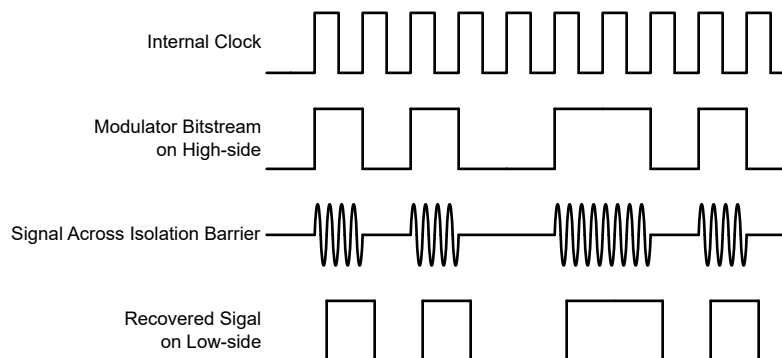 Internal Clock
Modulator Bitstream
on High-side
Signal Across Isolation Barrier
Recovered Sigal
on Low-side